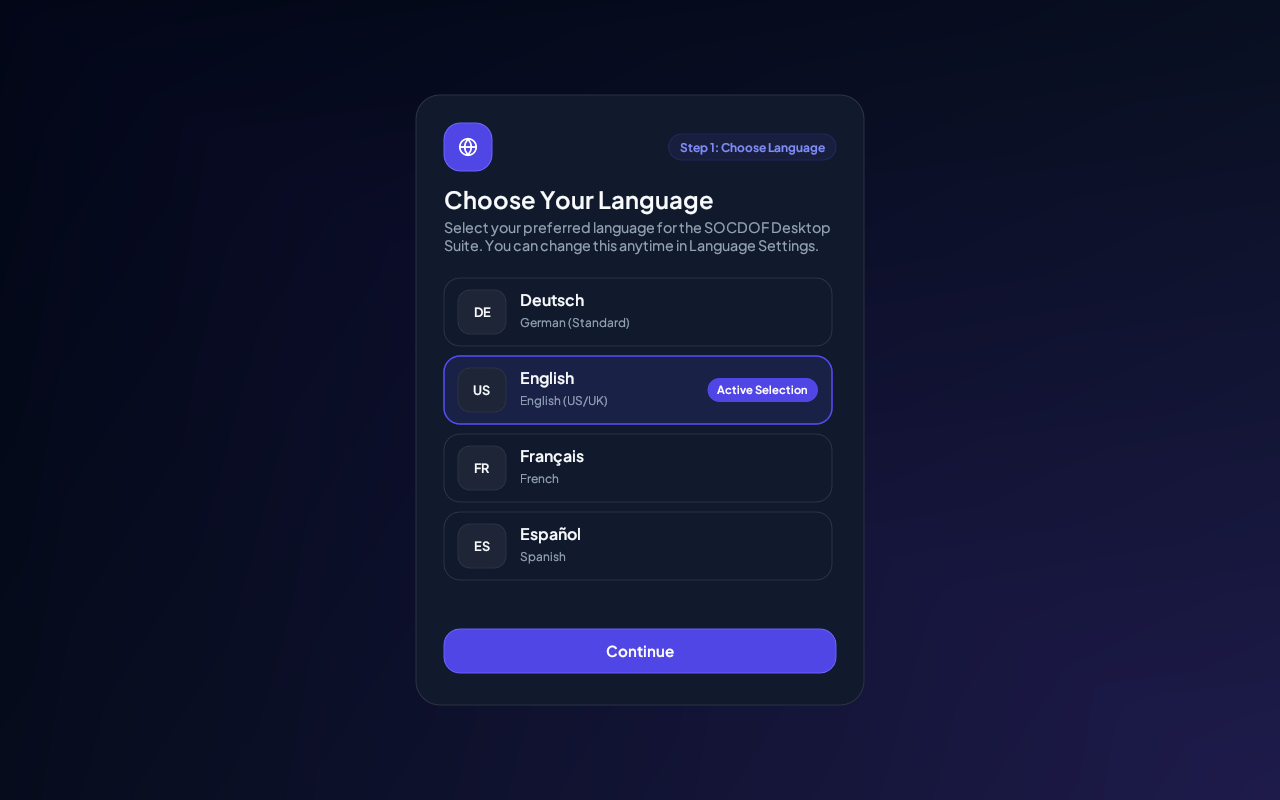 Step 1: Choose Language
Choose Your Language
Select your preferred language for the SOCDOF Desktop
Suite. You can change this anytime in Language Settings.
DE
Deutsch
German (Standard)
US
English
English (US/UK)
Active Selection
FR
Français
French
ES
Español
Spanish
Continue